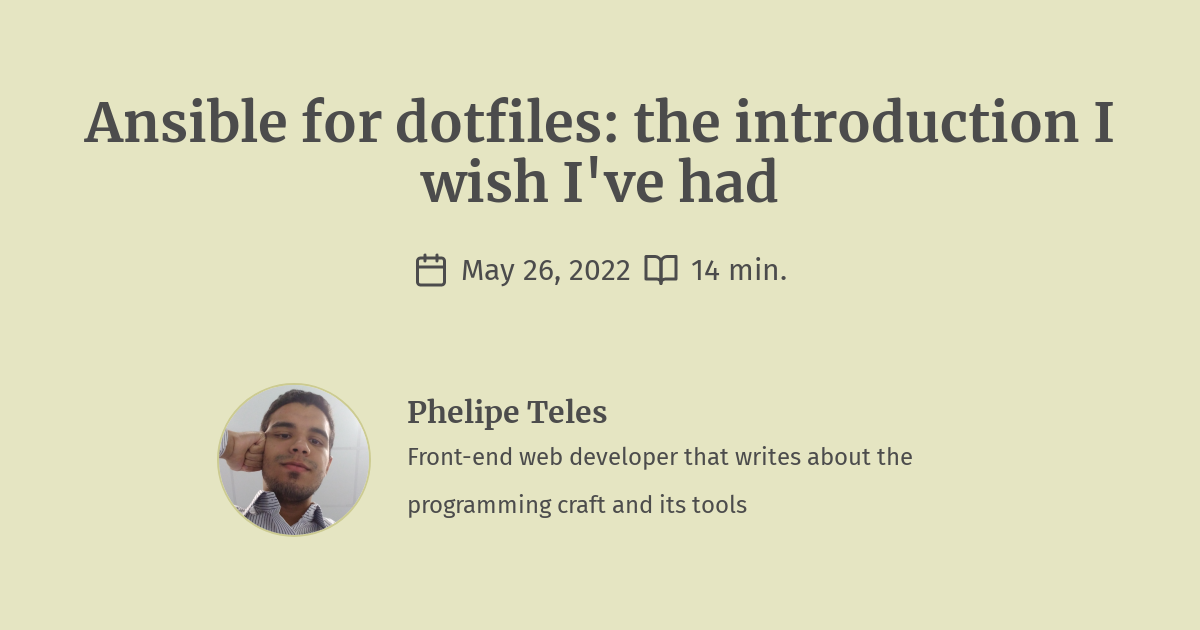 Ansible for dotfiles: the introduction I
wish I've had
May 26, 2022 14 min.
Phelipe Teles
Front-end web developer that writes about the
programming craft and its tools